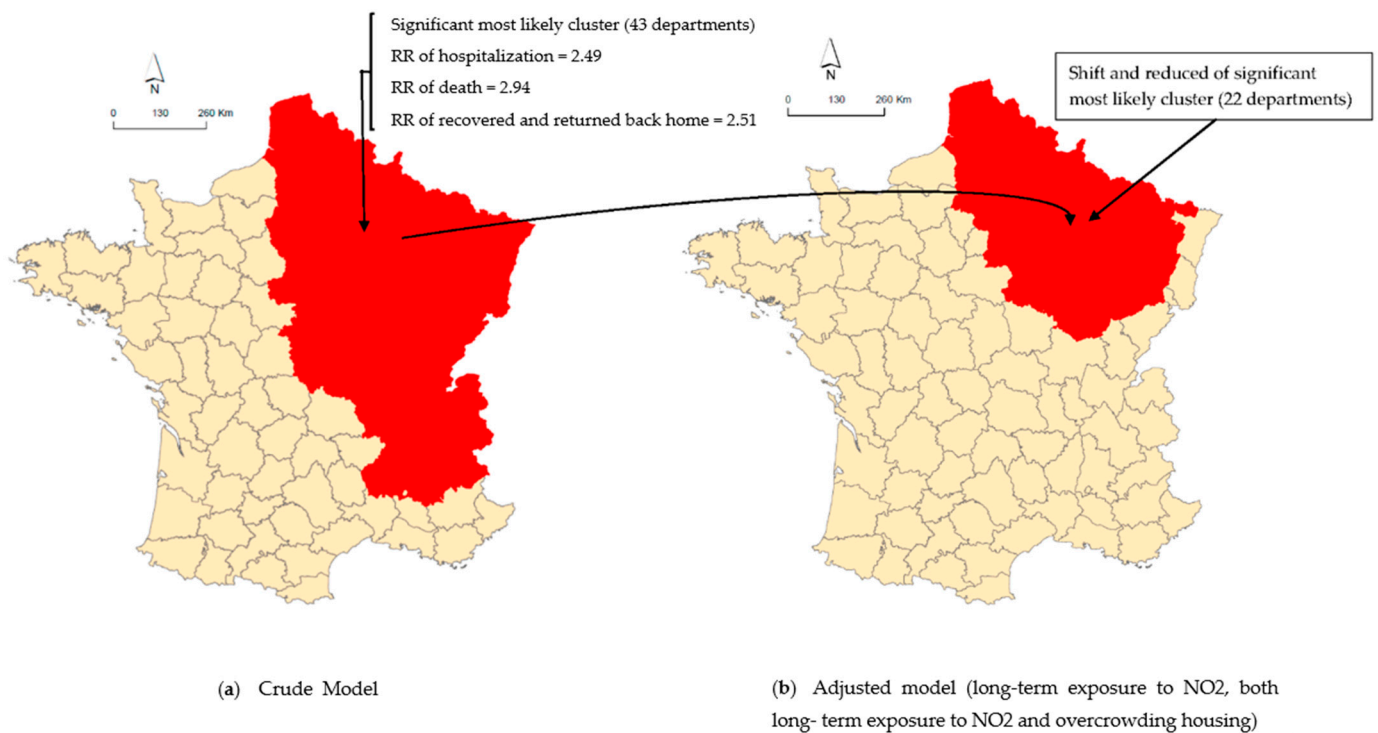 Significant most likely cluster (43 departments)
RR of hospitalization = 2.49
RR of death = 2.94
RR of recovered and returned back home = 2.51
N
0 130 260 Km
N
0 130 260 Km
Shift and reduced of significant
most likely cluster (22 departments)
(a) Crude Model
(b) Adjusted model (long-term exposure to NO2, both
long- term exposure to NO2 and overcrowding housing)